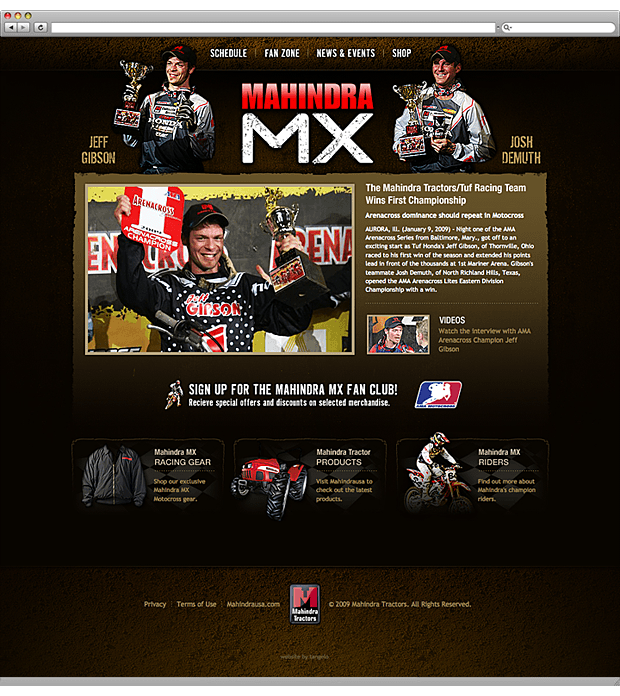 SCHEDULE FAN ZONE NEWS & EVENTS SHOP
MAHINDRA
MX
JEFF
GIBSON
JOSH
DEMUTH
ARENACROSS
ARENACROSS
CHAMPION
Jeff
GIBSON
The Mahindra Tractors/Tuf Racing Team
Wins First Championship
Arenacross dominance should repeat in Motocross
AURORA, Ill. (January 9, 2009) - Night one of the AMA
Arenacross Series from Baltimore, Mary., got off to an
exciting start as Tuf Honda's Jeff Gibson, of Thornville, Ohio
raced to his first win of the season and extended his points
lead in front of the thousands at 1st Mariner Arena. Gibson's
teammate Josh Demuth, of North Richland Hills, Texas,
opened the AMA Arenacross Lites Eastern Division
Championship with a win.
VIDEOS
Watch the interview with AMA
Arenacross Champion Jeff
Gibson
SIGN UP FOR THE MAHINDRA MX FAN CLUB!
Recieve special offers and discounts on selected merchandise.
AMA MOTOCROSS
Mahindra MX
RACING GEAR
Shop our exclusive
Mahindra MX
Motocross gear.
Mahindra Tractor
PRODUCTS
Visit Mahindrausa to
check out the latest
products.
Mahindra MX
RIDERS
Find out more about
Mahindra's champion
riders.
Privacy | Terms of Use | Mahindrausa.com
Mahindra
Tractors
© 2009 Mahindra Tractors. All Rights Reserved.
website by tangelo